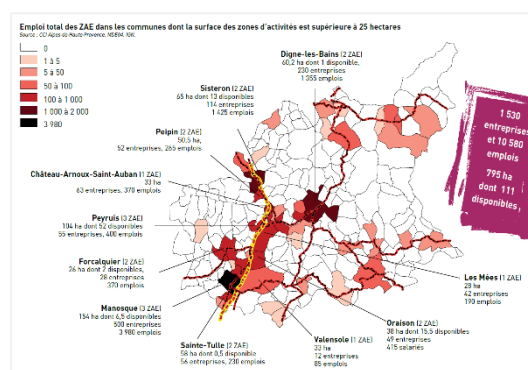 Emploi total des ZAE dans les communes dont la surface des zones d'activités est supérieure à 25 hectares
Source : CCI Alpes de Haute Provence, INSEE, IGN.
0
1 à 5
5 à 50
50 à 100
100 à 1 000
1 000 à 2 000
3 980
Digne-les-Bains (2 ZAE)
60,2 ha dont 1 disponible,
230 entreprises
1 355 emplois
Sisteron (2 ZAE)
65 ha dont 13 disponibles
114 entreprises
1 425 emplois
Peipin (2 ZAE)
50,5 ha,
52 entreprises, 265 emplois
Château-Arnoux-Saint-Auban (1 ZAE)
33 ha
63 entreprises, 378 emplois
Peyruis (3 ZAE)
104 ha dont 52 disponibles
55 entreprises, 400 emplois
Forcalquier (2 ZAE)
26 ha dont 2 disponibles,
28 entreprises
370 emplois
Manosque (3 ZAE)
154 ha dont 6,5 disponibles
500 entreprises
3 980 emplois
Sainte-Tulle (2 ZAE)
58 ha dont 0,5 disponible
56 entreprises, 230 emplois
Valensole (1 ZAE)
33 ha
12 entreprises
85 emplois
Oraison (2 ZAE)
38 ha dont 15,5 disponibles
49 entreprises
415 salariés
Les Mées (1 ZAE)
28 ha
42 entreprises
190 emplois
1 530
entreprises
et 10 580
emplois
795 ha
dont 111
disponibles,